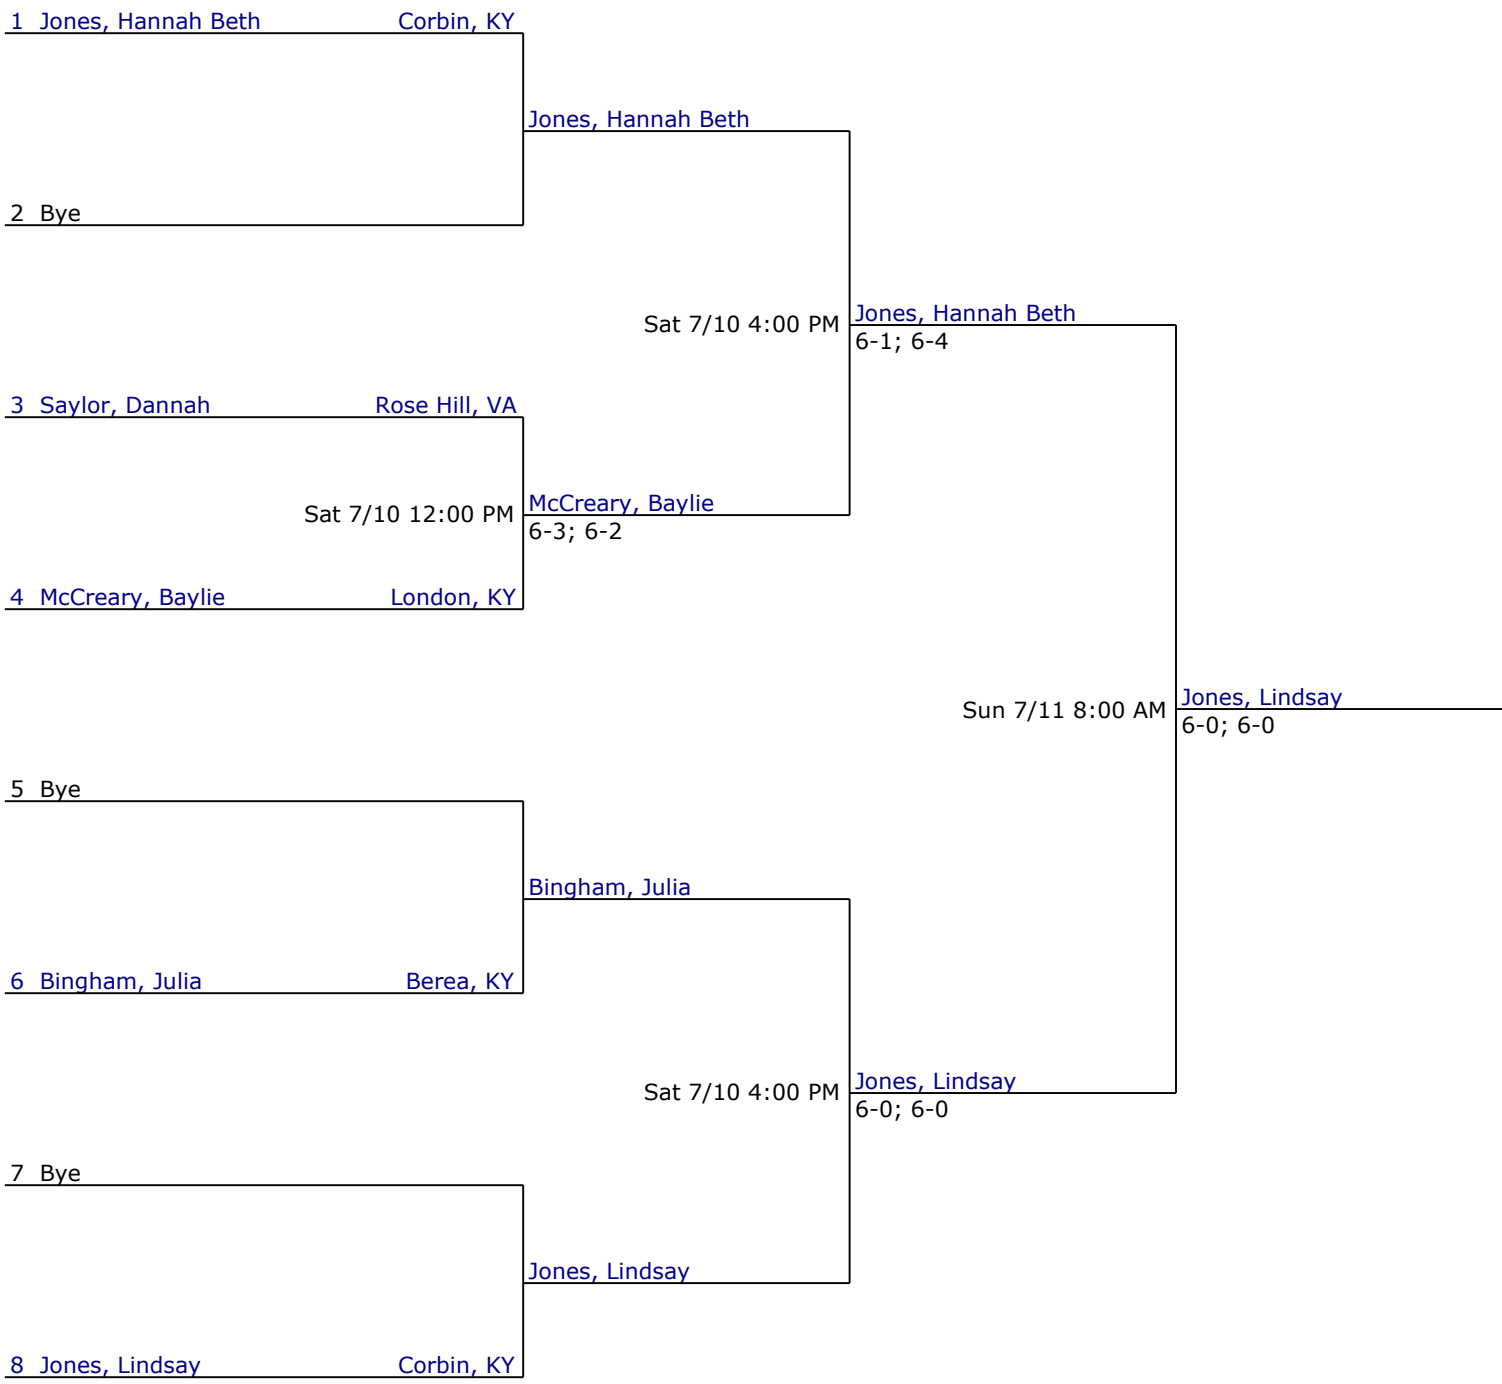 1 Jones, Hannah Beth Corbin, KY
Jones, Hannah Beth
2 Bye
Sat 7/10 4:00 PM
Jones, Hannah Beth
6-1; 6-4
3 Saylor, Dannah Rose Hill, VA
Sat 7/10 12:00 PM
McCreary, Baylie
6-3; 6-2
4 McCreary, Baylie London, KY
Sun 7/11 8:00 AM
Jones, Lindsay
6-0; 6-0
5 Bye
Bingham, Julia
6 Bingham, Julia Berea, KY
Sat 7/10 4:00 PM
Jones, Lindsay
6-0; 6-0
7 Bye
Jones, Lindsay
8 Jones, Lindsay Corbin, KY